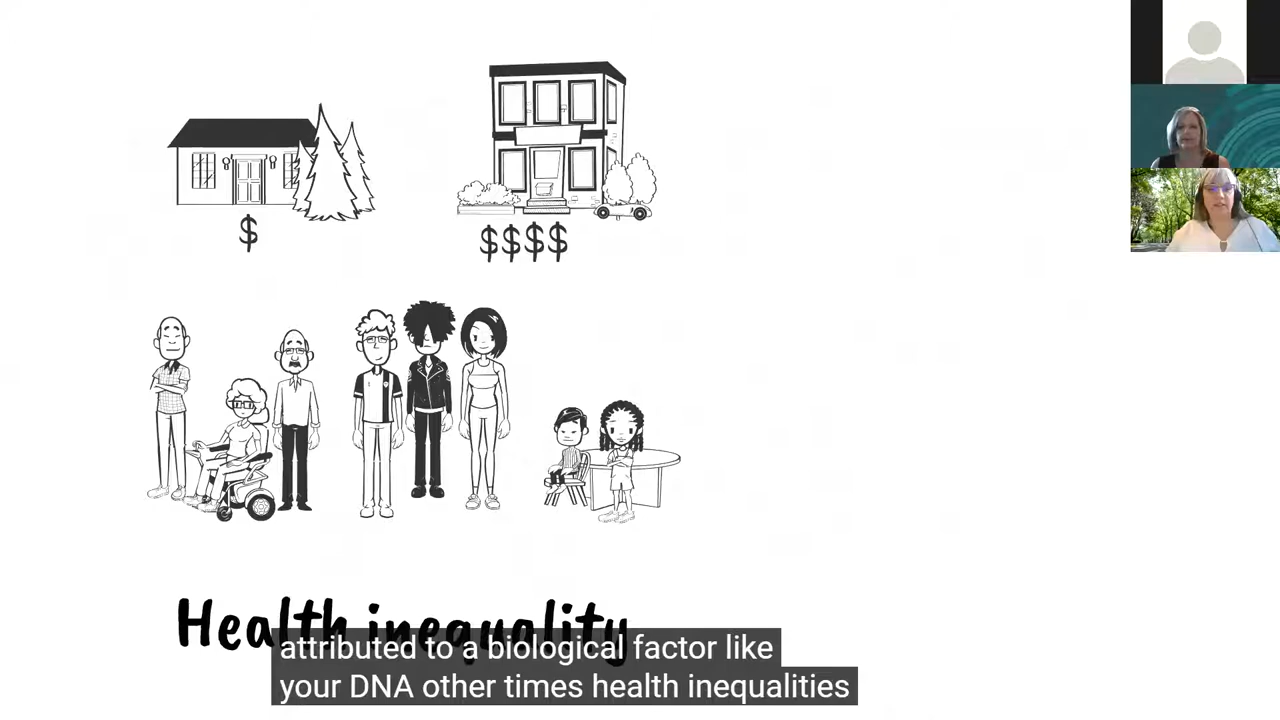 $
$$$$
Health inequality
attributed to a biological factor like
your DNA other times health inequalities